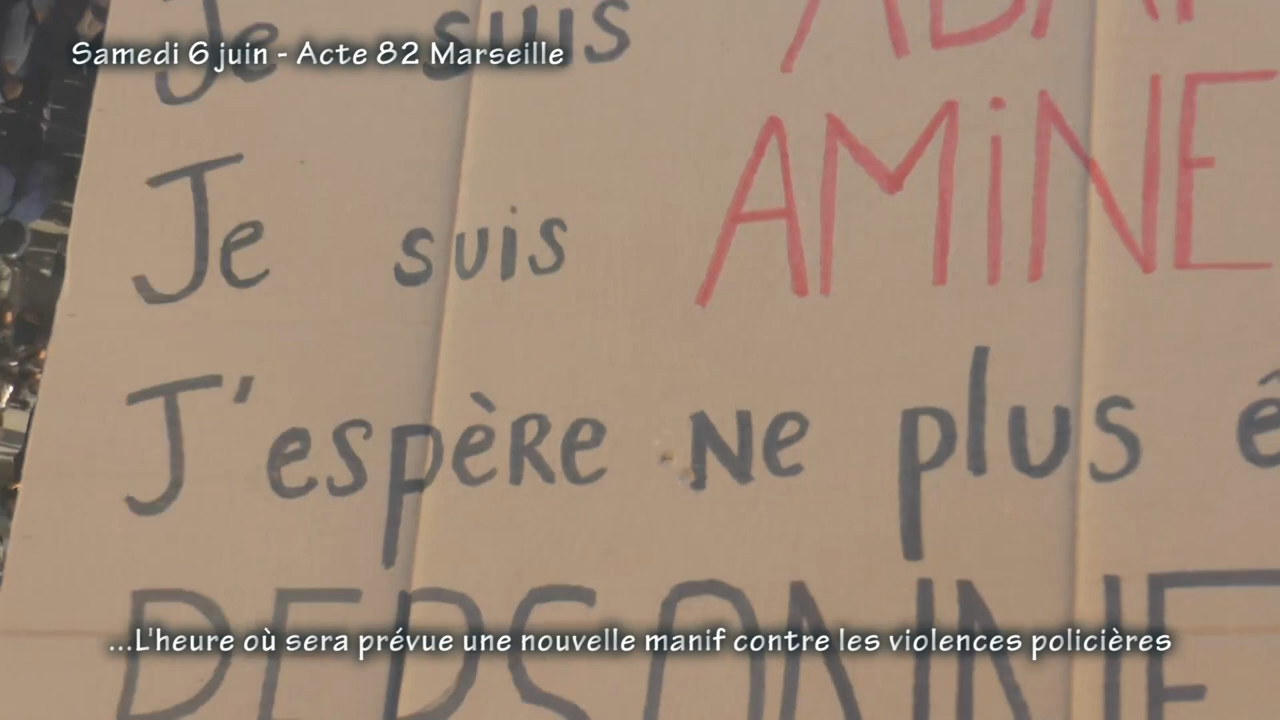 Je suis
Samedi 6 juin - Acte 82 Marseille
Je suis AMiNE
J'espère Ne plus
...L'heure où sera prévue une nouvelle manif contre les violences policières
PERSONNE